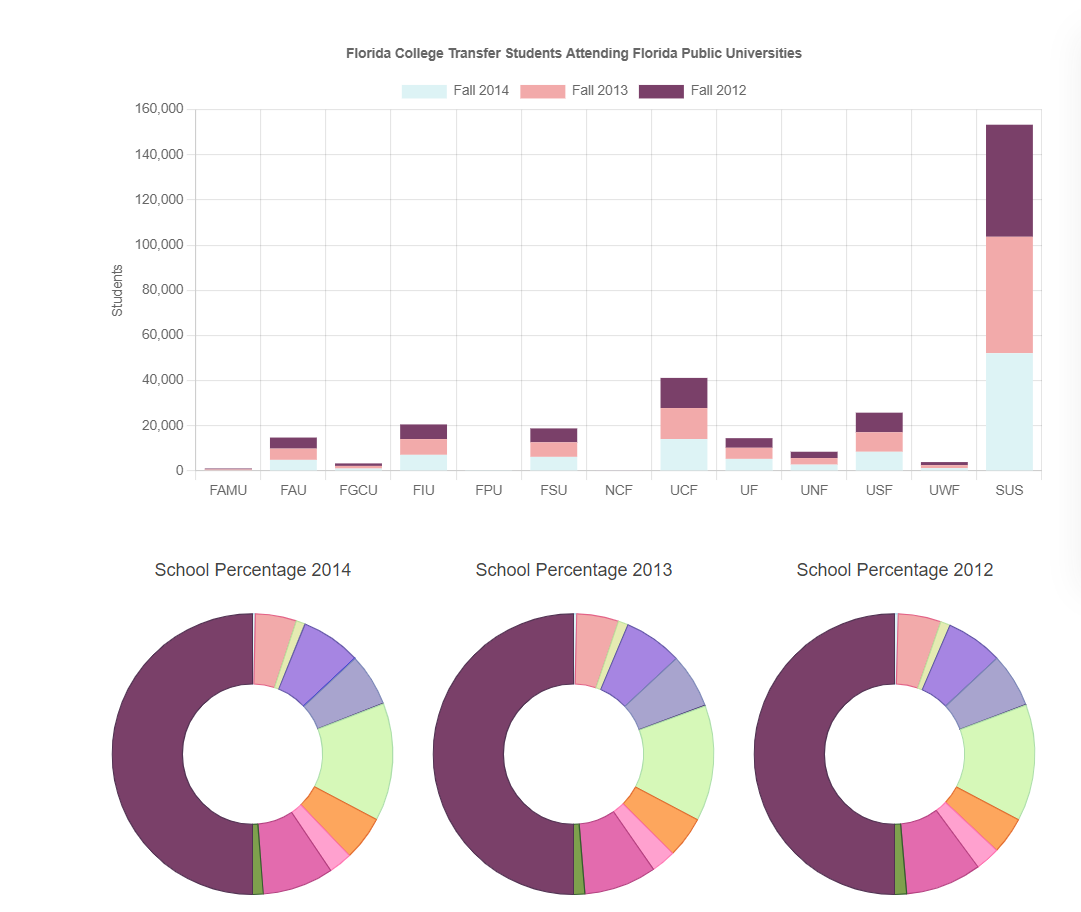 Florida College Transfer Students Attending Florida Public Universities
Fall 2014 Fall 2013 Fall 2012
160,000
140,000
120,000
100,000
80,000
60,000
40,000
20,000
0
Students
FAMU FAU FGCU FIU FPU FSU NCF UCF UF UNF USF UWF SUS
School Percentage 2014 School Percentage 2013 School Percentage 2012